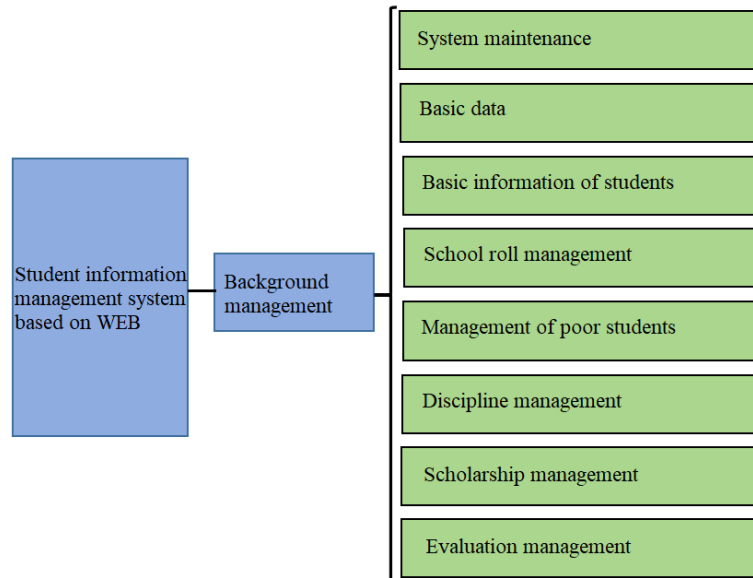 Student information
management system
based on WEB
Background
management
System maintenance
Basic data
Basic information of students
School roll management
Management of poor students
Discipline management
Scholarship management
Evaluation management